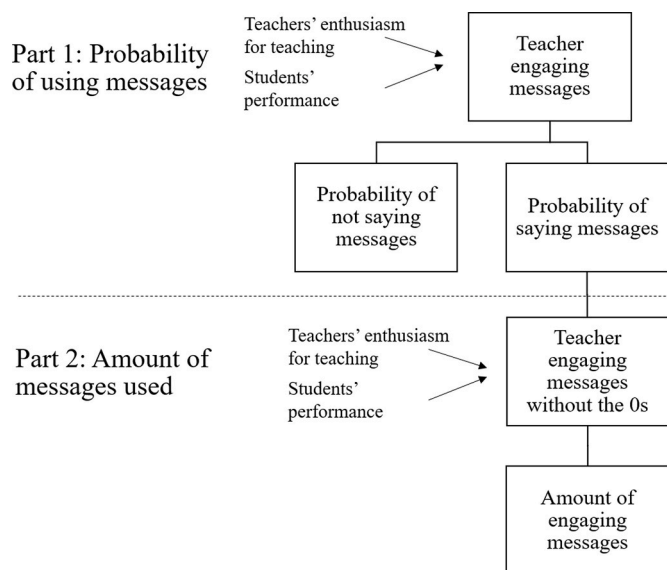 Part 1: Probability
of using messages
Teachers’ enthusiasm
for teaching
Students’
performance
Teacher
engaging
messages
Probability of
not saying
messages
Probability of
saying messages
Part 2: Amount of
messages used
Teachers’ enthusiasm
for teaching
Students’
performance
Teacher
engaging
messages
without the 0s
Amount of
engaging
messages